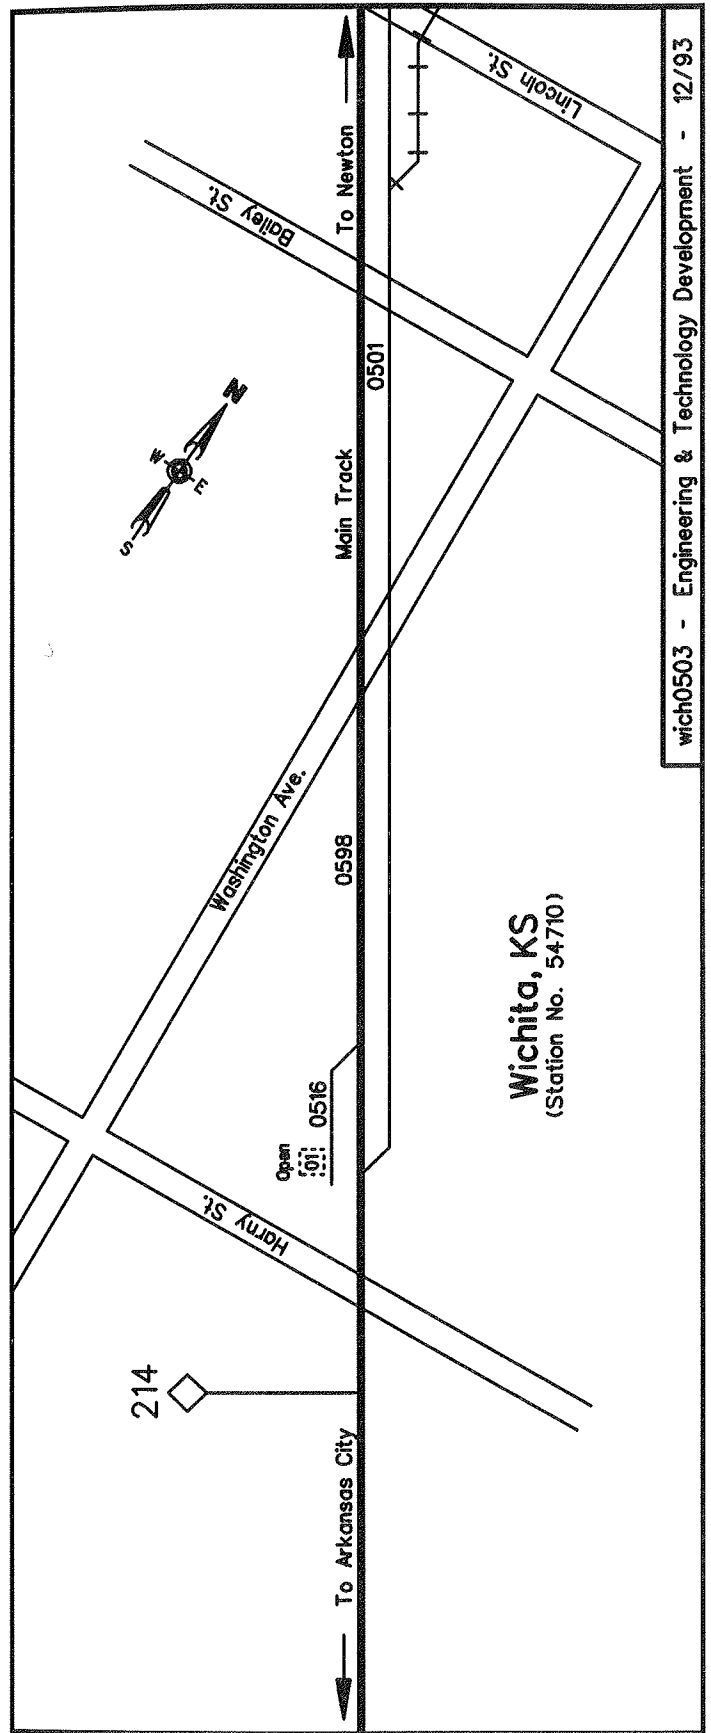 214
Open
01
0516
Harny St.
Washington Ave.
Bailey St.
Lincoln St.
S
W
E
N
To Arkansas City
0598
Main Track
To Newton
0501
Wichita, KS
(Station No. 54710)
wich0503 - Engineering & Technology Development - 12/93